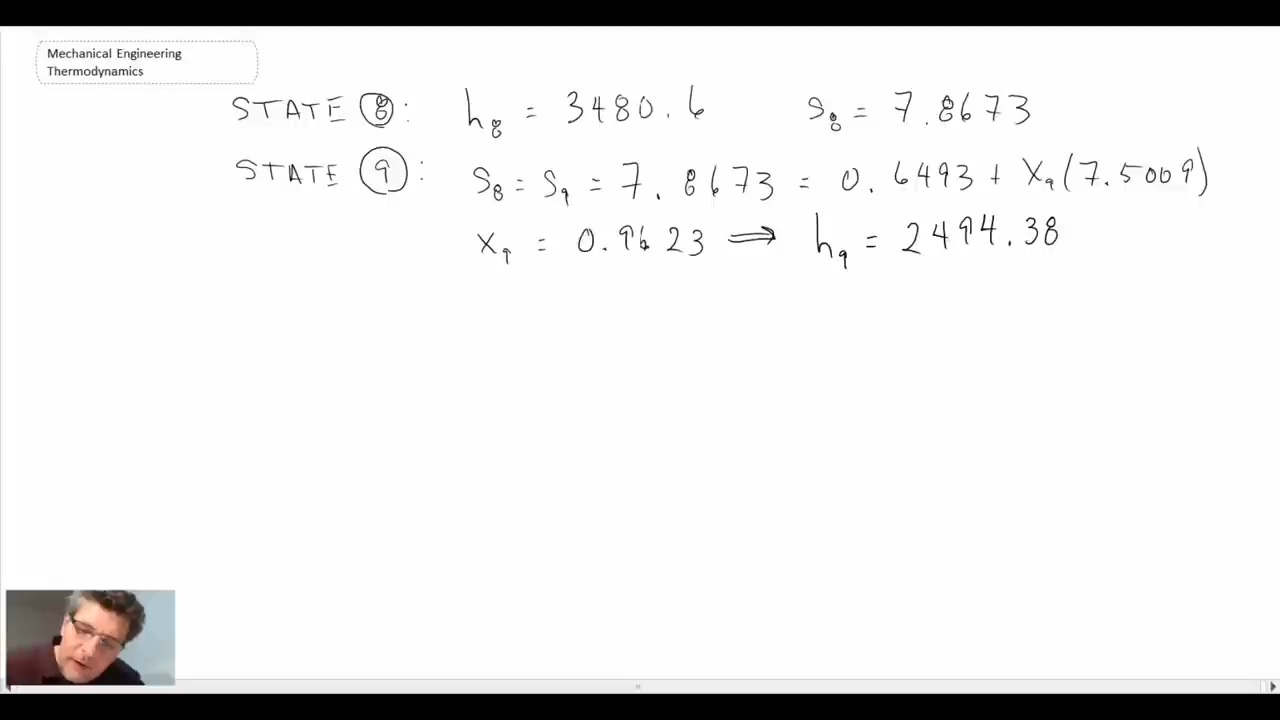 Mechanical Engineering
Thermodynamics
STATE ⑧: h₈ = 3480.6 s₈ = 7.8673
STATE ⑨: s₈ = s₉ = 7.8673 = 0.6493 + x₉(7.5009)
x₉ = 0.9623 ⇒ h₉ = 2494.38